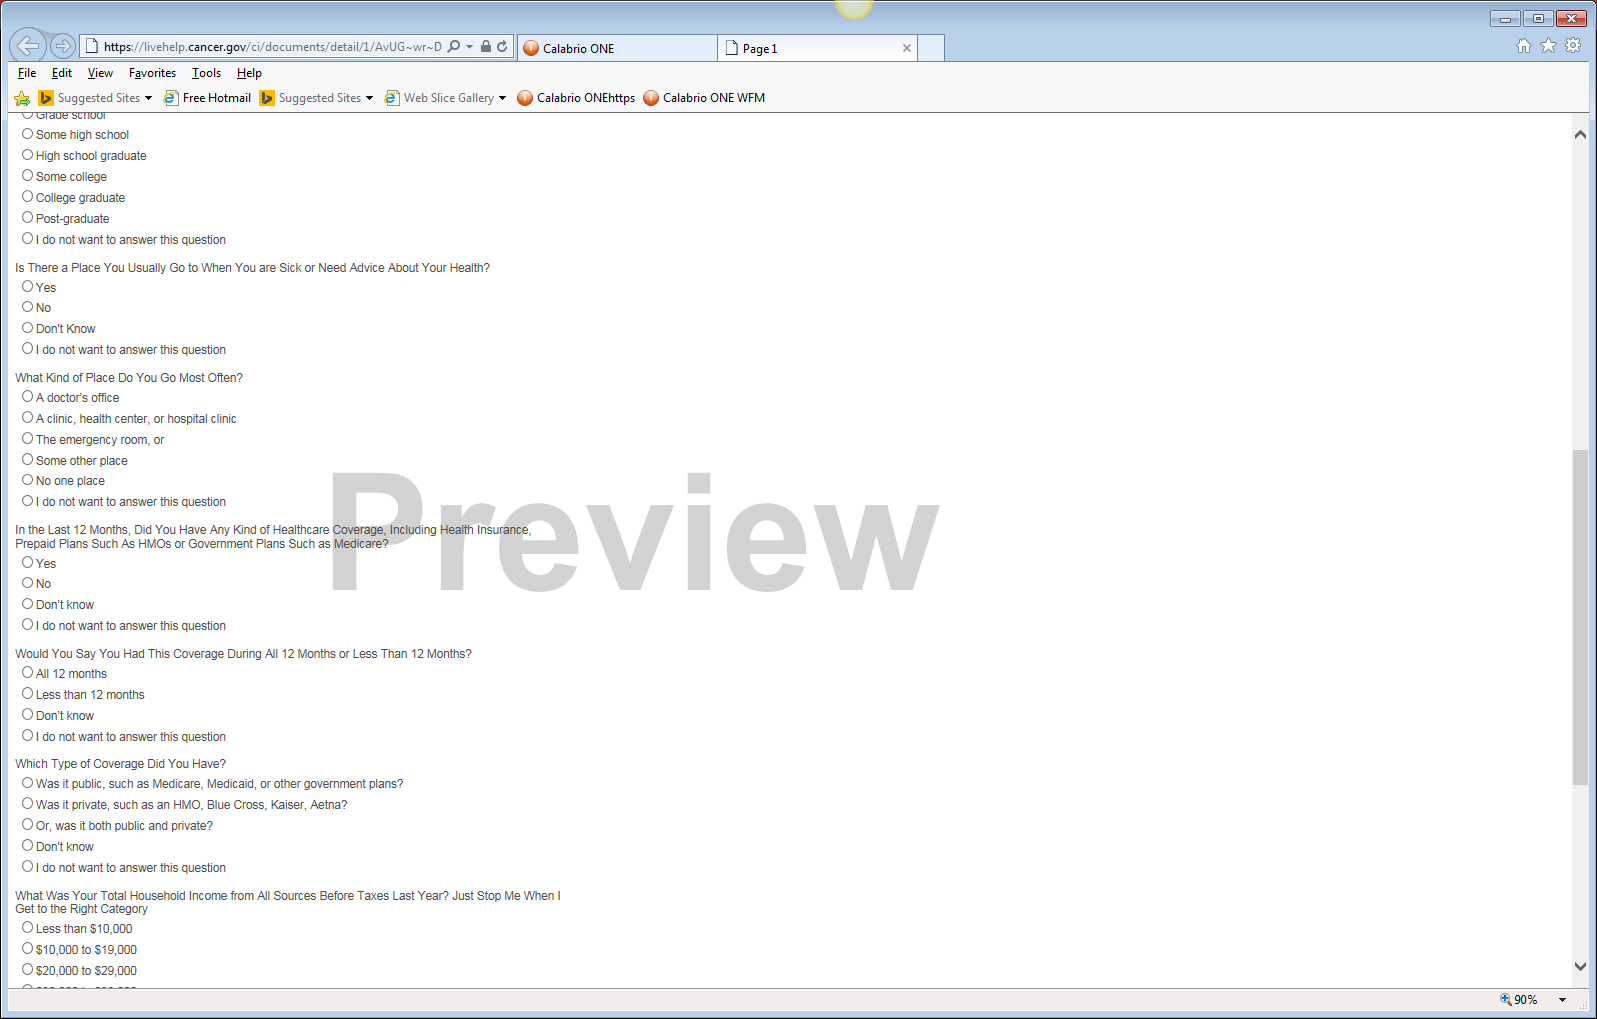 https://livehelp.cancer.gov/ci/documents/detail/1/AvUG~wr~D
Calabrio ONE
Page 1
File Edit View Favorites Tools Help
Suggested Sites Free Hotmail Suggested Sites Web Slice Gallery Calabrio ONEhttps Calabrio ONE WFM
Grade school
Some high school
High school graduate
Some college
College graduate
Post-graduate
I do not want to answer this question
Is There a Place You Usually Go to When You are Sick or Need Advice About Your Health?
Yes
No
Don't Know
I do not want to answer this question
What Kind of Place Do You Go Most Often?
A doctor's office
A clinic, health center, or hospital clinic
The emergency room, or
Some other place
No one place
I do not want to answer this question
Preview
In the Last 12 Months, Did You Have Any Kind of Healthcare Coverage, Including Health Insurance,
Prepaid Plans Such As HMOs or Government Plans Such as Medicare?
Yes
No
Don't know
I do not want to answer this question
Would You Say You Had This Coverage During All 12 Months or Less Than 12 Months?
All 12 months
Less than 12 months
Don't know
I do not want to answer this question
Which Type of Coverage Did You Have?
Was it public, such as Medicare, Medicaid, or other government plans?
Was it private, such as an HMO, Blue Cross, Kaiser, Aetna?
Or, was it both public and private?
Don't know
I do not want to answer this question
What Was Your Total Household Income from All Sources Before Taxes Last Year? Just Stop Me When I
Get to the Right Category
Less than $10,000
$10,000 to $19,000
$20,000 to $29,000
90%